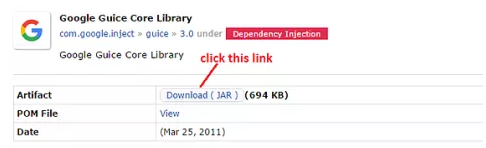 Google Guice Core Library
com.google.inject » guice » 3.0 under Dependency Injection
Google Guice Core Library
click this link
Artifact Download ( JAR ) (694 KB)
POM File View
Date (Mar 25, 2011)